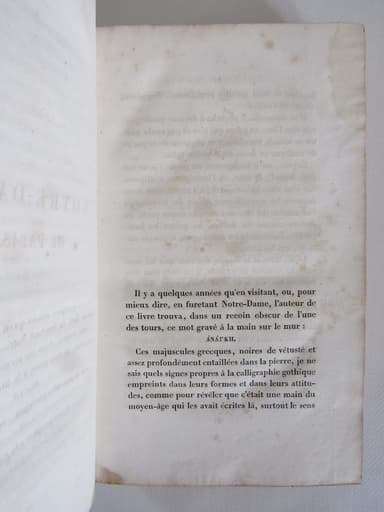 Il y a quelques années qu'en visitant, ou, pour
mieux dire, en furetant Notre-Dame, l'auteur de
ce livre trouva, dans un recoin obscur de l'une
des tours, ce mot gravé à la main sur le mur :
ἈΝΆΓΚΗ.
Ces majuscules grecques, noires de vétusté et
assez profondément entaillées dans la pierre, je ne
sais quels signes propres à la calligraphie gothique
empreints dans leurs formes et dans leurs attitu-
des, comme pour révéler que c'était une main du
moyen-âge qui les avait écrites là, surtout le sens